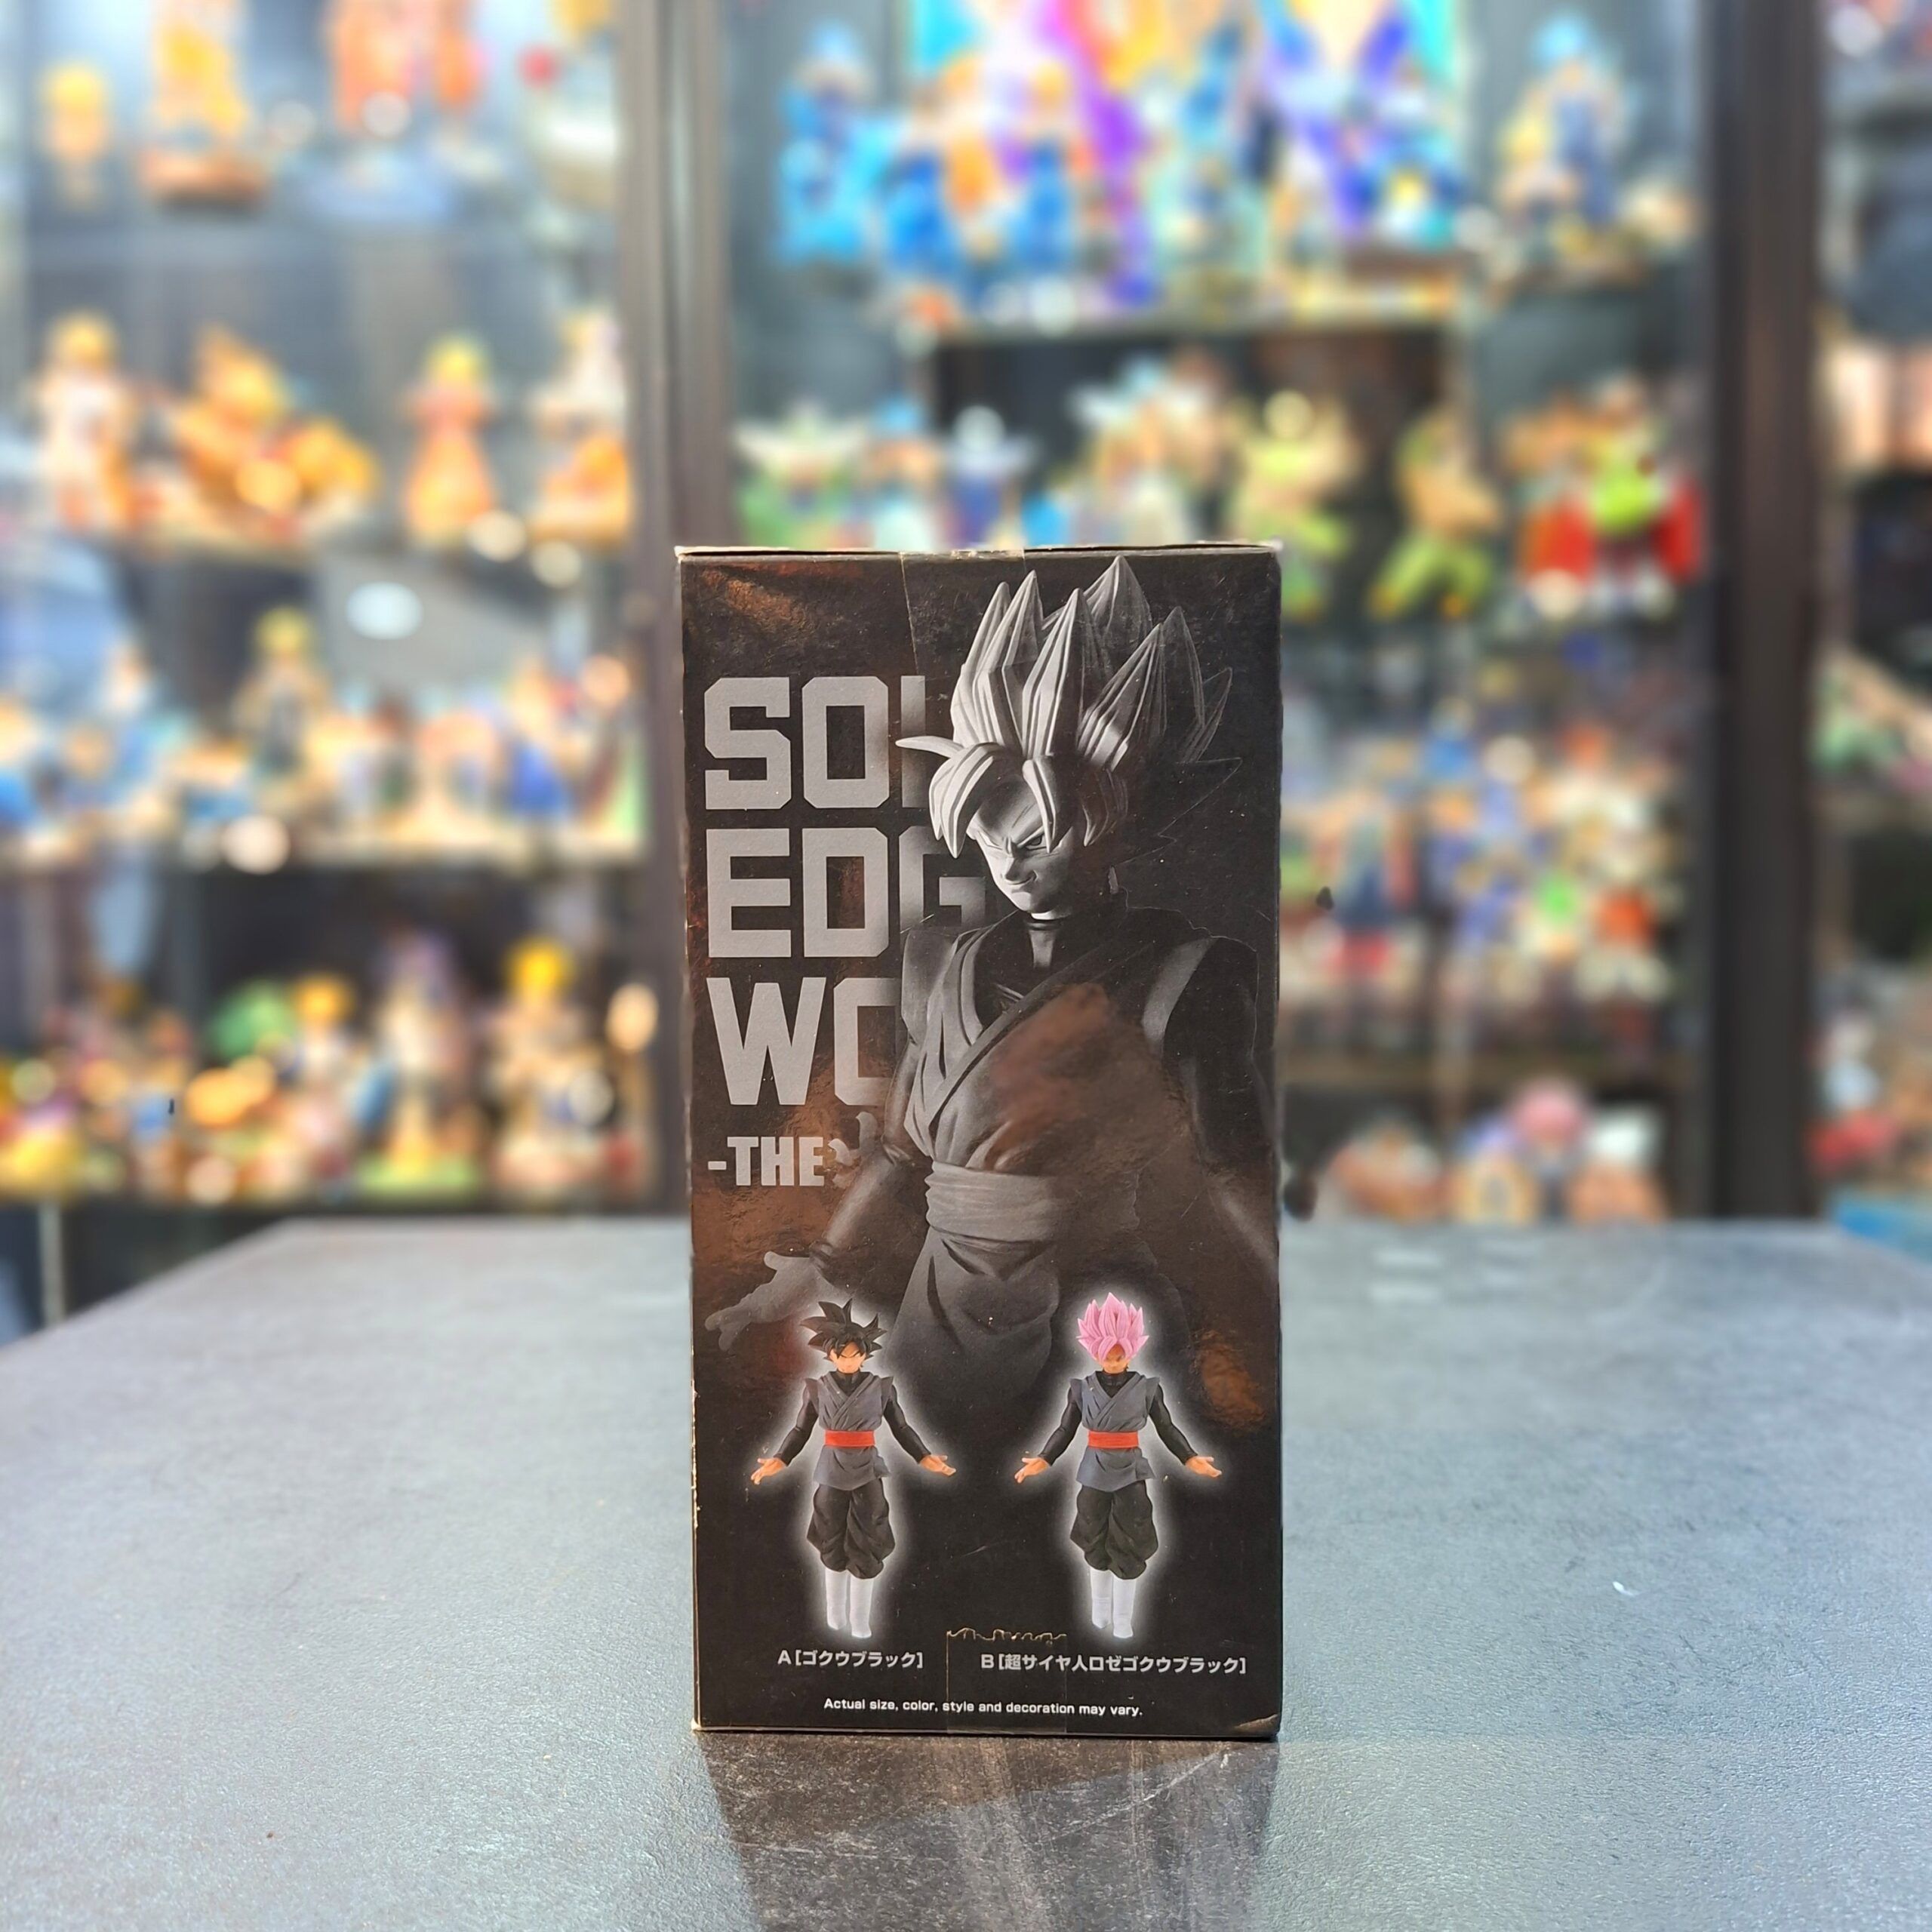 SOL
EDG
WO
-THE
A[ゴクウブラック]
B[超サイヤ人ロゼゴクウブラック]
Actual size, color, style and decoration may vary.